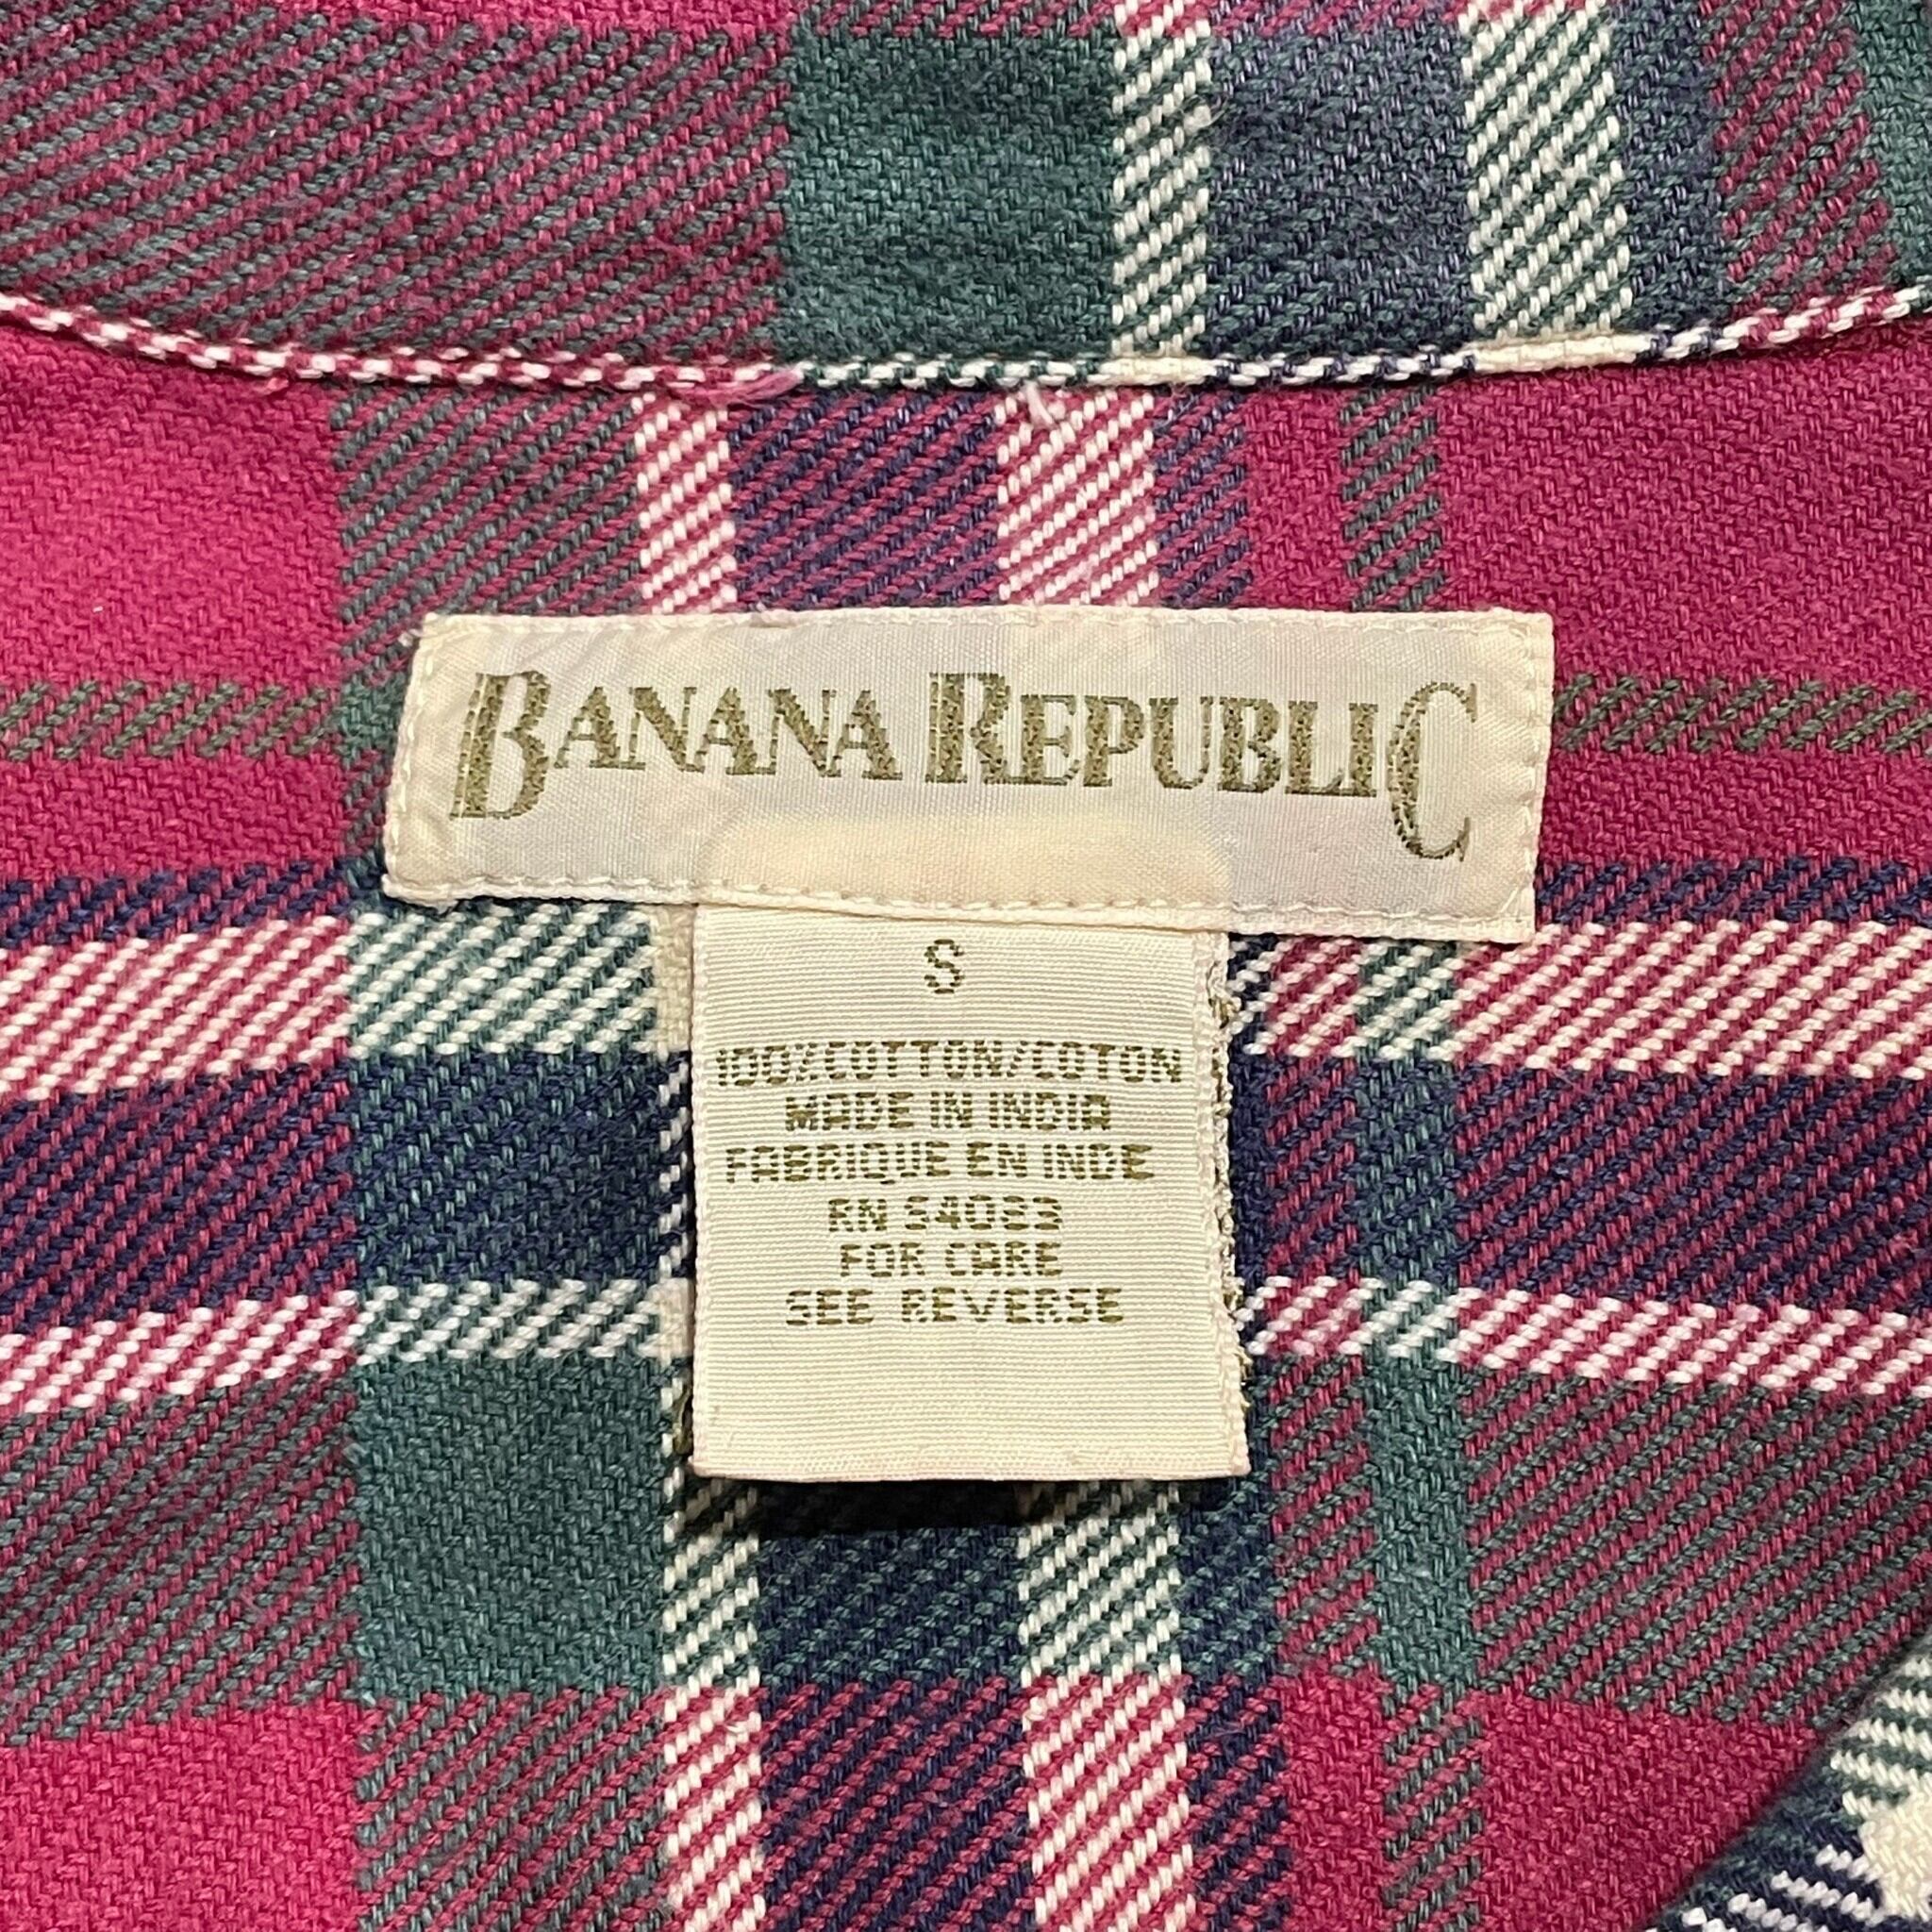 BANANA REPUBLIC
S
100% COTTON/COTON
MADE IN INDIA
FABRIQUE EN INDE
RN 54023
FOR CARE
SEE REVERSE